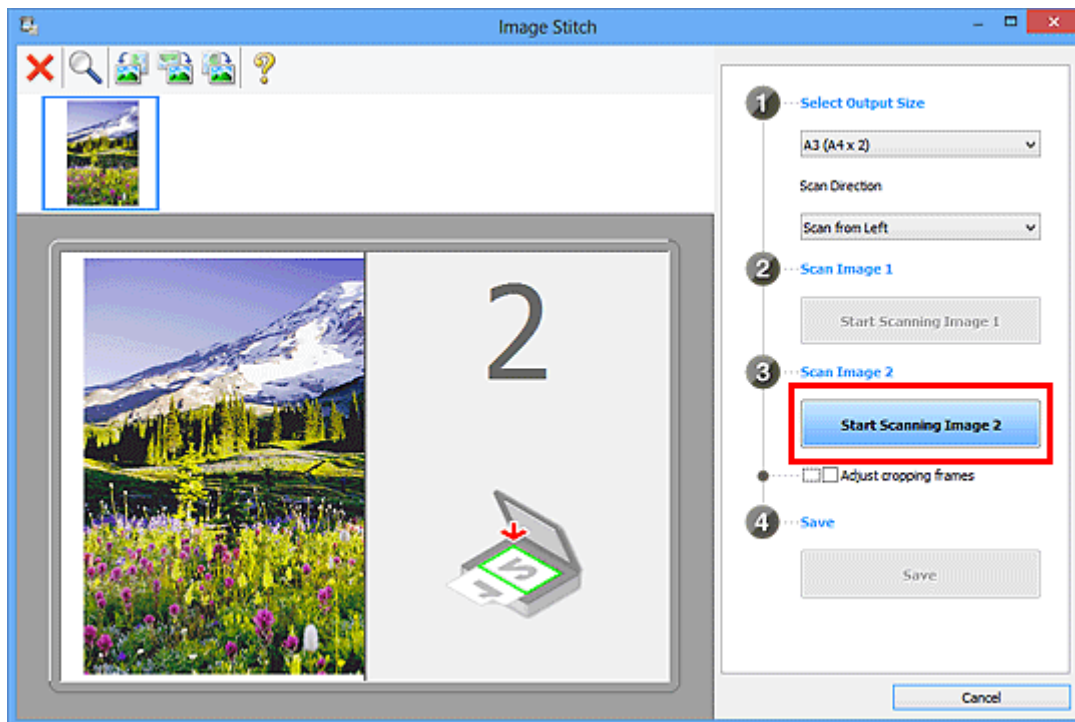 Image Stitch
1 Select Output Size
A3 (A4 x 2)
Scan Direction
Scan from Left
2 Scan Image 1
Start Scanning Image 1
3 Scan Image 2
Start Scanning Image 2
Adjust cropping frames
4 Save
Save
Cancel
2
1 2